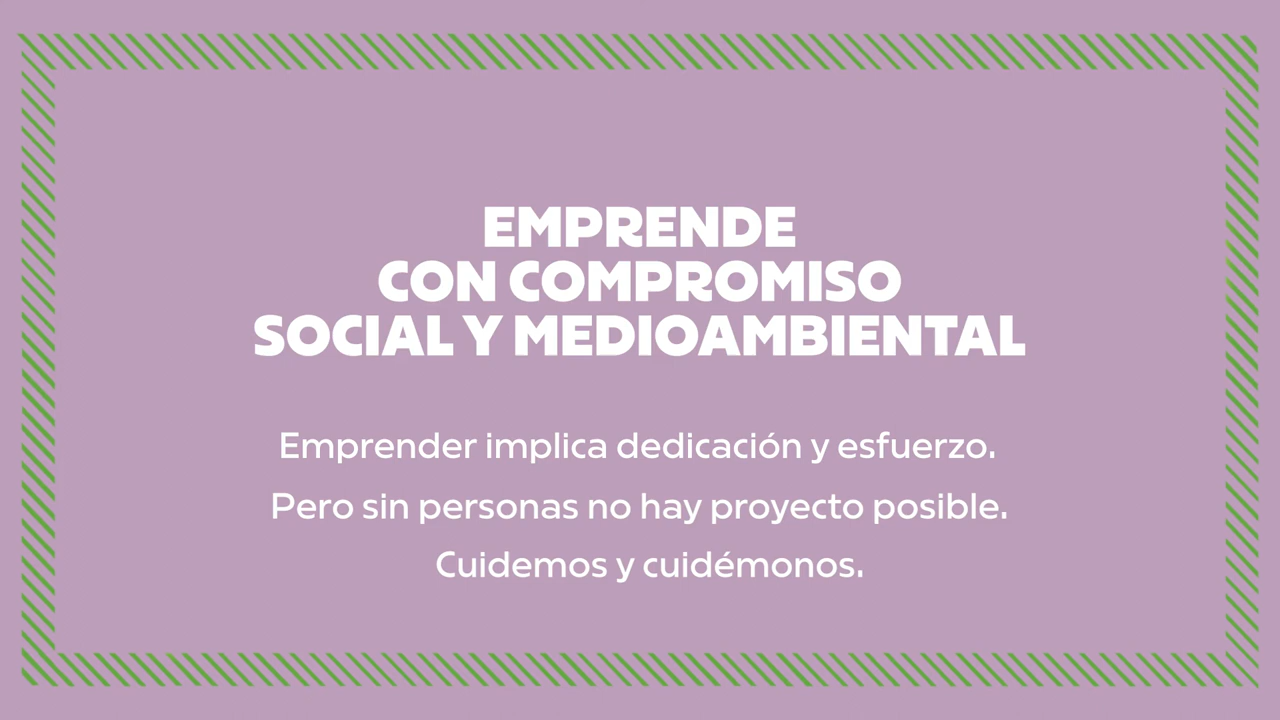 EMPRENDE
CON COMPROMISO
SOCIAL Y MEDIOAMBIENTAL
Emprender implica dedicación y esfuerzo.
Pero sin personas no hay proyecto posible.
Cuidemos y cuidémonos.